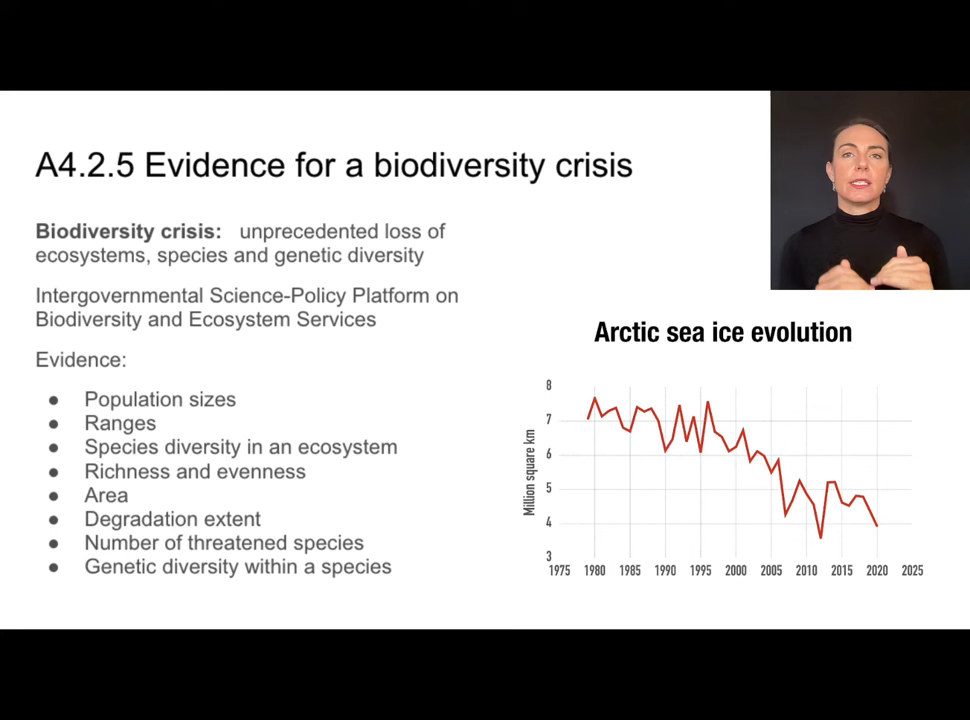 A4.2.5 Evidence for a biodiversity crisis
Biodiversity crisis: unprecedented loss of
ecosystems, species and genetic diversity
Intergovernmental Science-Policy Platform on
Biodiversity and Ecosystem Services
Evidence:
● Population sizes
● Ranges
● Species diversity in an ecosystem
● Richness and evenness
● Area
● Degradation extent
● Number of threatened species
● Genetic diversity within a species
Arctic sea ice evolution
Million square km
8
7
6
5
4
3
1975 1980 1985 1990 1995 2000 2005 2010 2015 2020 2025